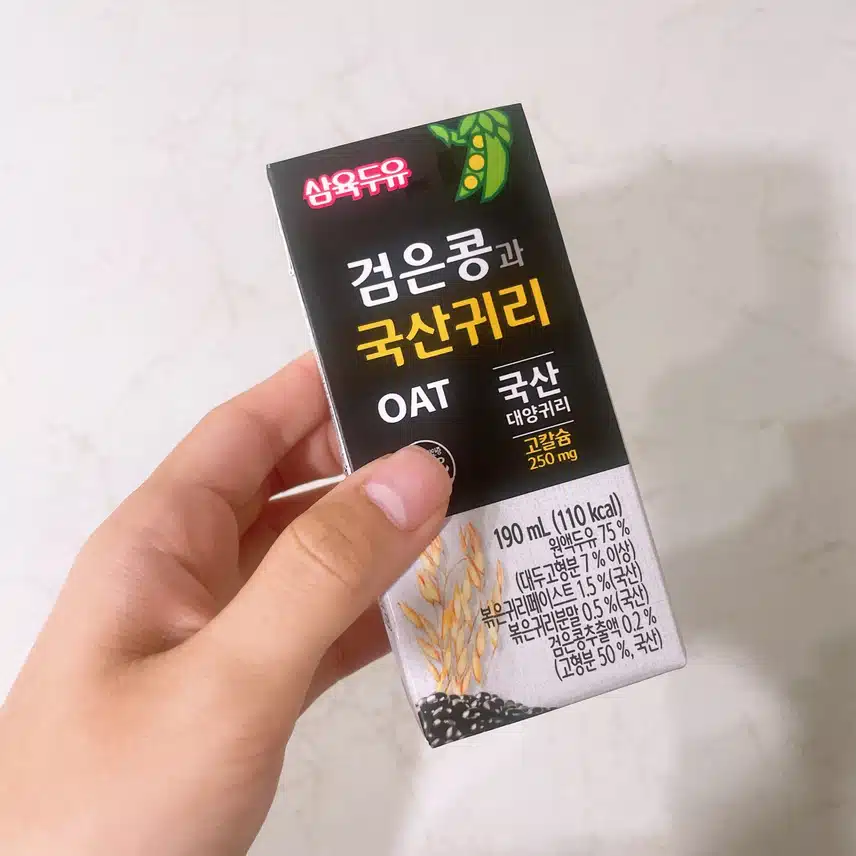 삼육두유
검은콩과
국산귀리
OAT
국산
대양귀리
고칼슘
250 mg
190 mL (110 kcal)
원액두유 75 %
(대두고형분 7 % 이상)
볶은귀리페이스트 1.5 %(국산)
볶은귀리분말 0.5 %(국산)
검은콩추출액 0.2 %
(고형분 50 %, 국산)